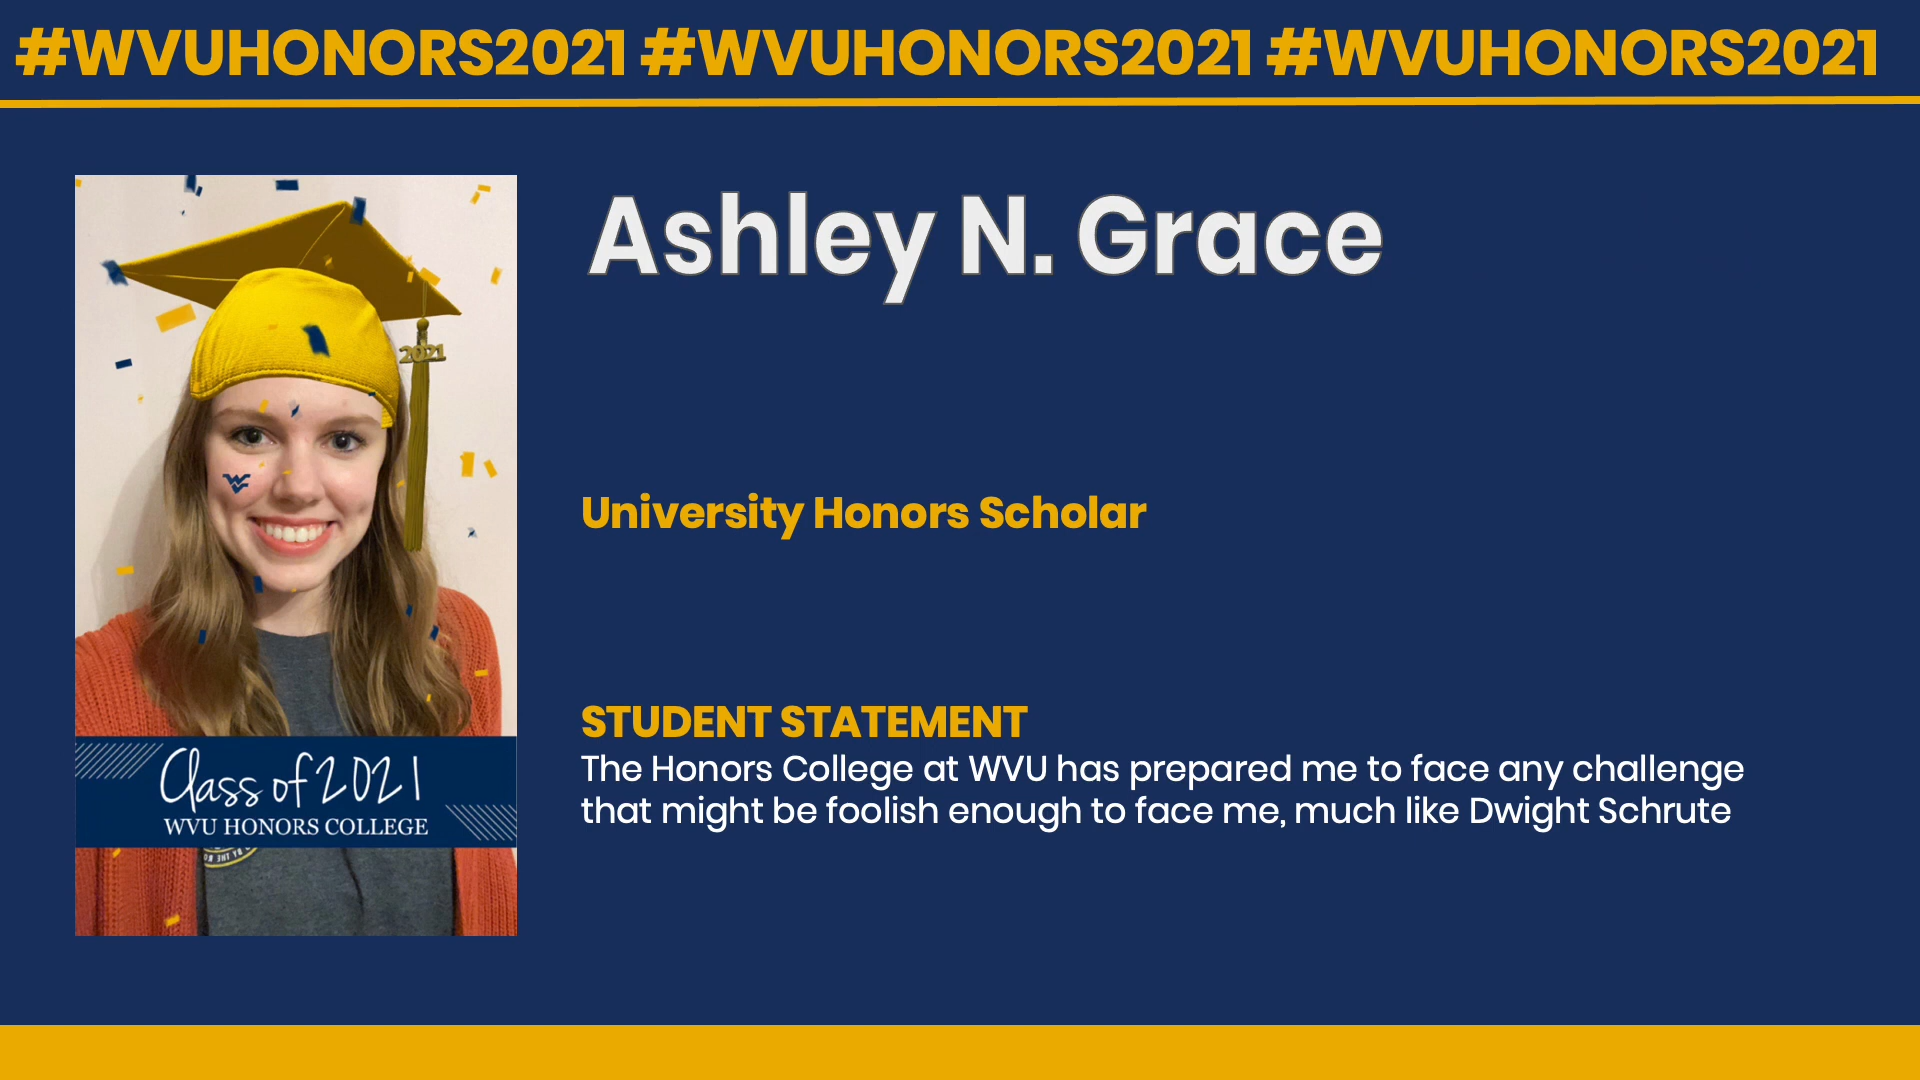 #WVUHONORS2021 #WVUHONORS2021 #WVUHONORS2021
Ashley N. Grace
University Honors Scholar
STUDENT STATEMENT
The Honors College at WVU has prepared me to face any challenge
that might be foolish enough to face me, much like Dwight Schrute
2021
Class of 2021
WVU HONORS COLLEGE